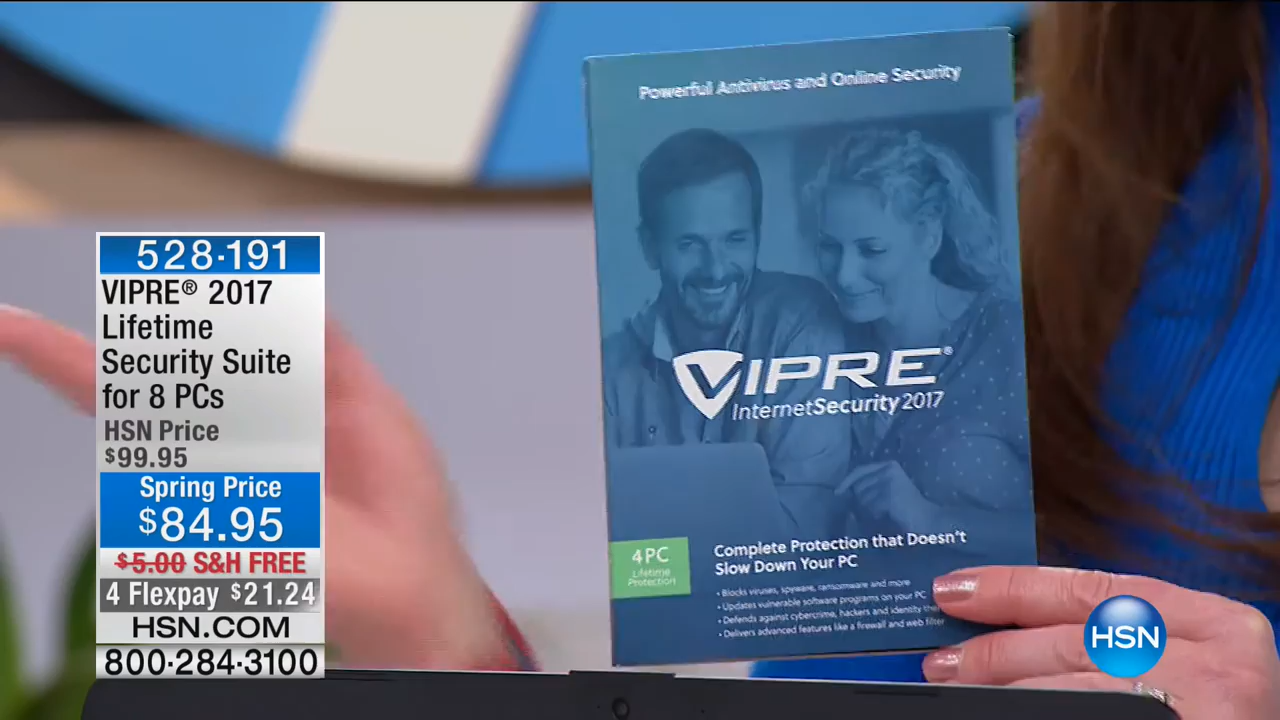 528·191
VIPRE® 2017
Lifetime
Security Suite
for 8 PCs
HSN Price
$99.95
Spring Price
$84.95
$5.00 S&H FREE
4 Flexpay $21.24
HSN.COM
800·284·3100
Powerful Antivirus and Online Security
VIPRE®
InternetSecurity 2017
4 PC
Lifetime
Protection
Complete Protection that Doesn't
Slow Down Your PC
• Blocks viruses, spyware, ransomware and more
• Updates vulnerable software programs on your PC
• Defends against cybercrime, hackers and identity
• Delivers advanced features like a firewall and web filter
HSN